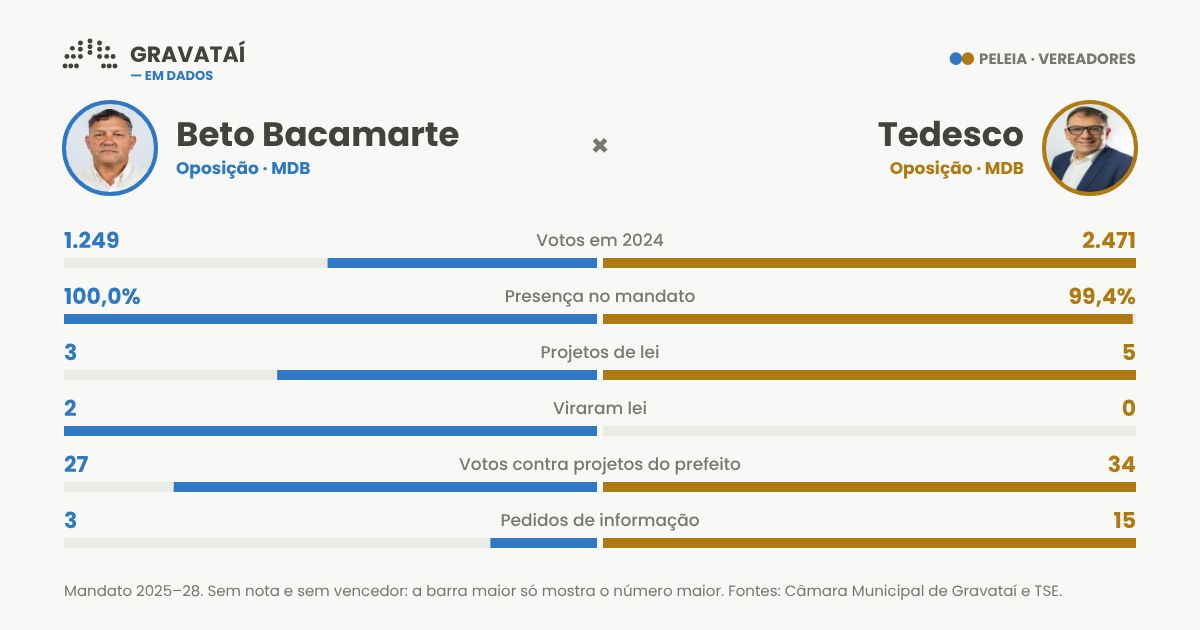 GRAVATAÍ
— EM DADOS
PELEIA · VEREADORES
Beto Bacamarte
Oposição · MDB
×
Tedesco
Oposição · MDB
1.249 Votos em 2024 2.471
100,0% Presença no mandato 99,4%
3 Projetos de lei 5
2 Viraram lei 0
27 Votos contra projetos do prefeito 34
3 Pedidos de informação 15
Mandato 2025–28. Sem nota e sem vencedor: a barra maior só mostra o número maior. Fontes: Câmara Municipal de Gravataí e TSE.